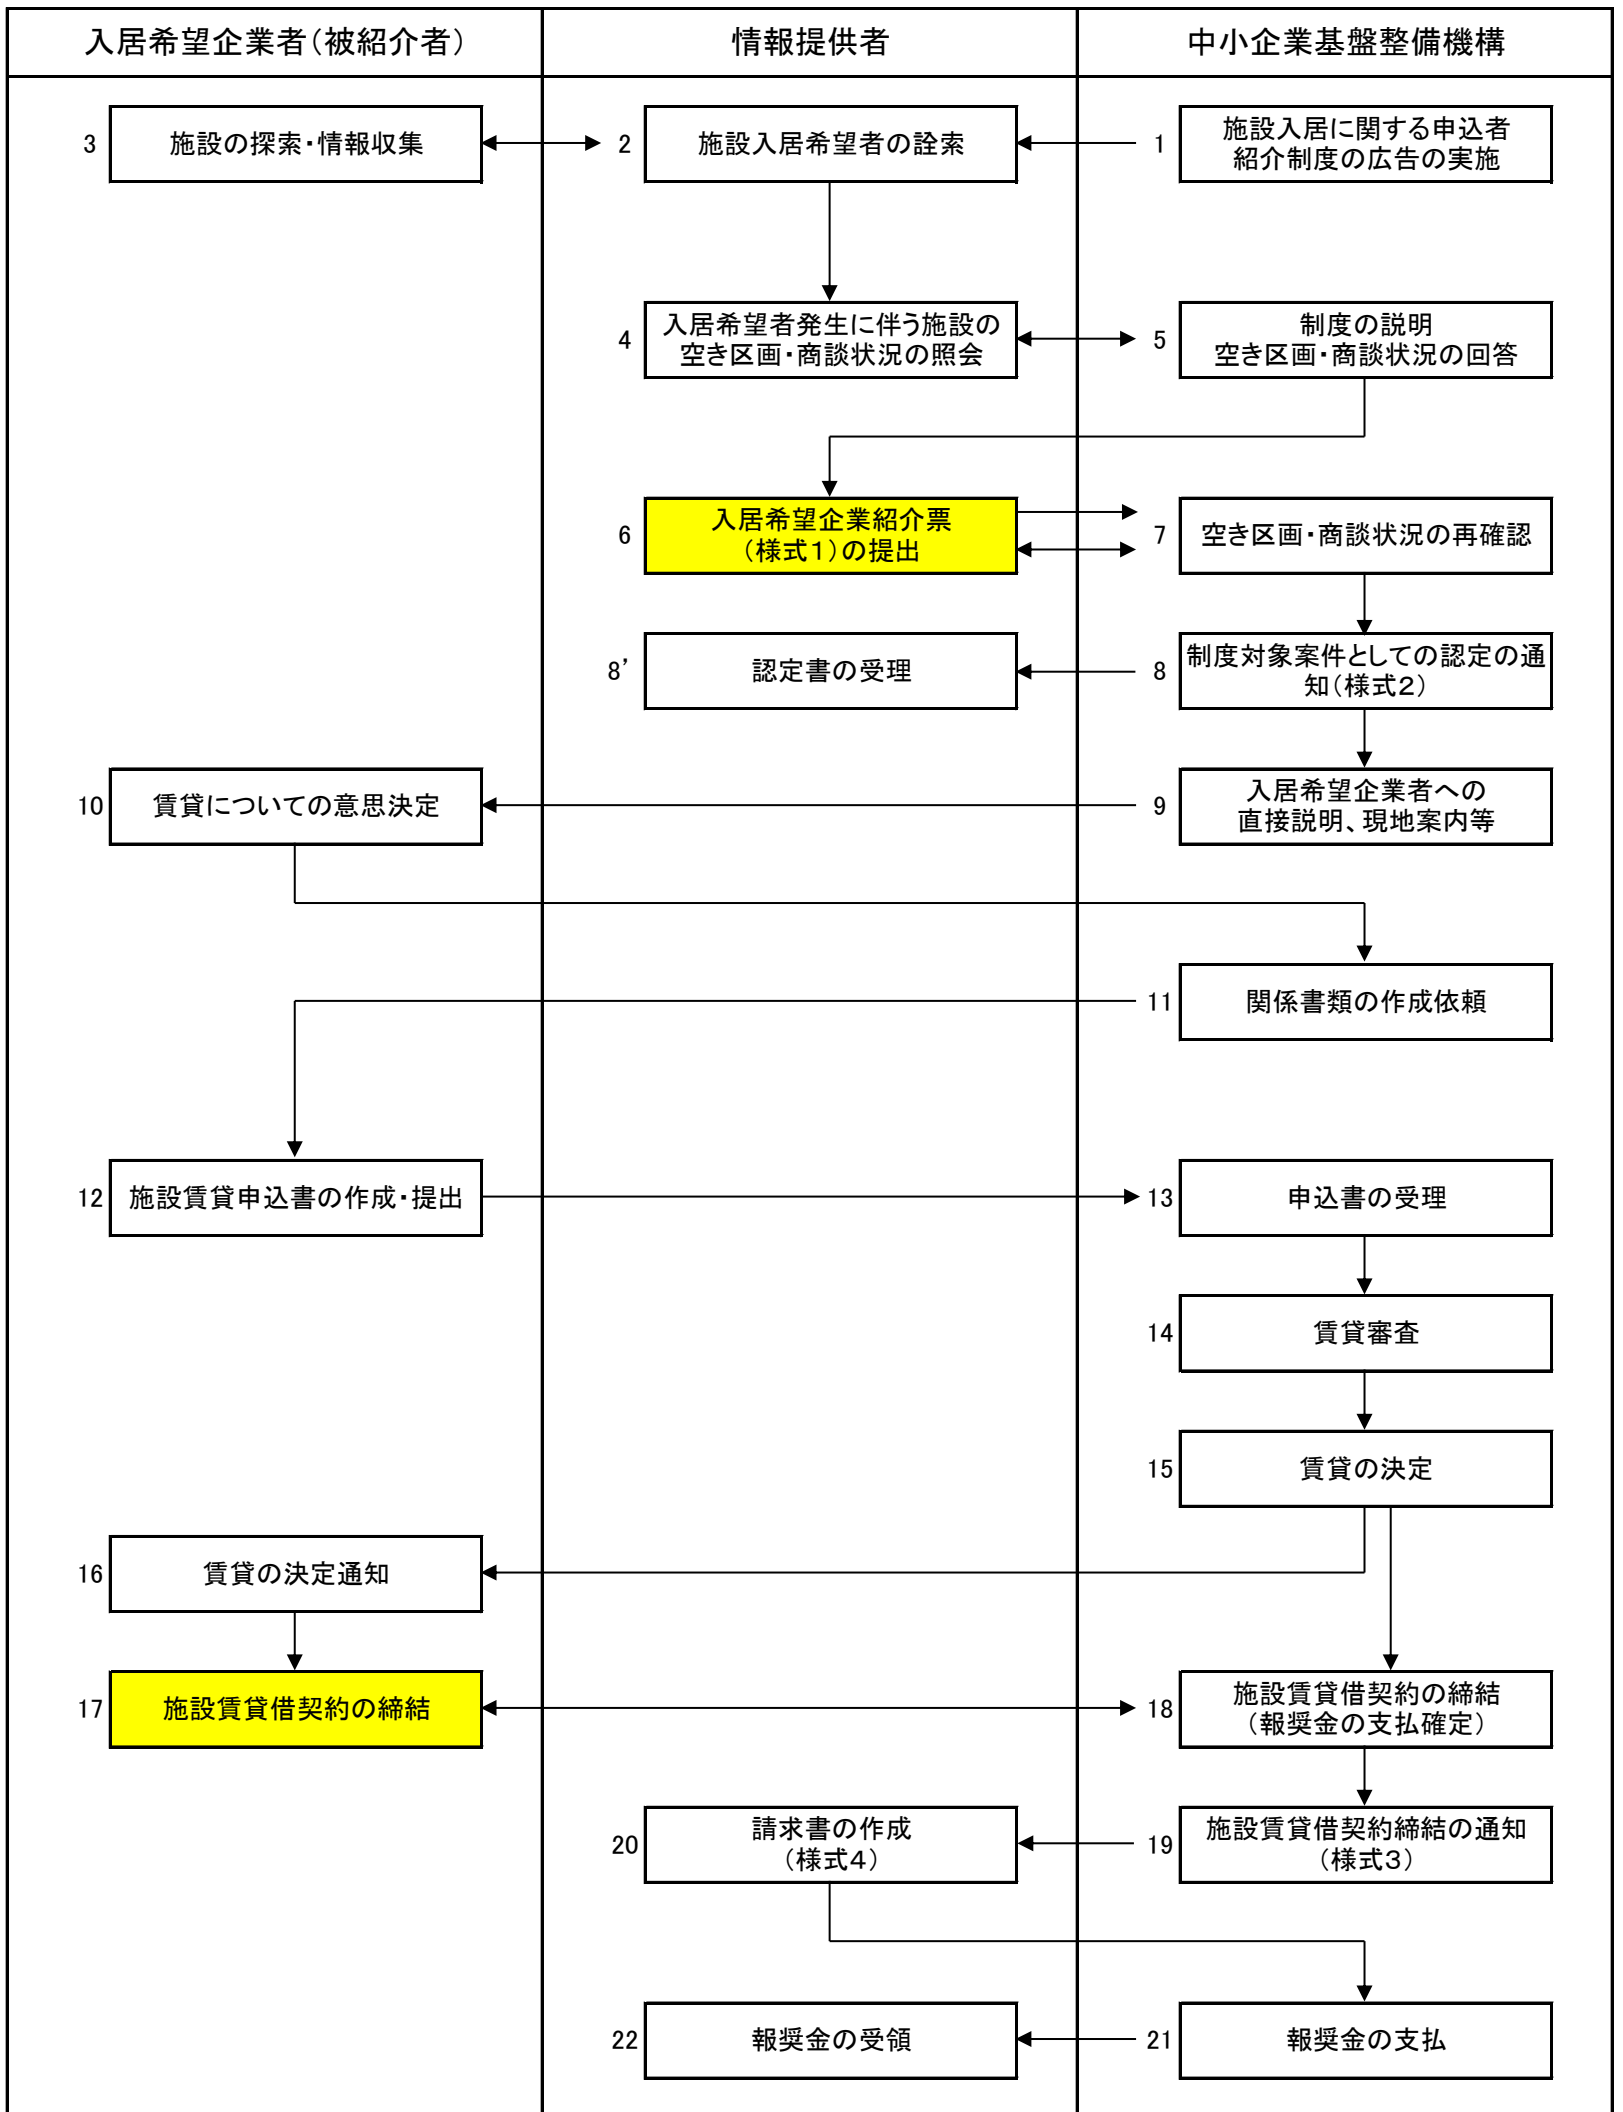 入居希望企業者（被紹介者）
情報提供者
中小企業基盤整備機構
3
施設の探索・情報収集
2
施設入居希望者の詮索
1
施設入居に関する申込者
紹介制度の広告の実施
4
入居希望者発生に伴う施設の
空き区画・商談状況の照会
5
制度の説明
空き区画・商談状況の回答
6
入居希望企業紹介票
（様式１）の提出
7
空き区画・商談状況の再確認
8’
認定書の受理
8
制度対象案件としての認定の通
知（様式２）
10
賃貸についての意思決定
9
入居希望企業者への
直接説明、現地案内等
11
関係書類の作成依頼
12
施設賃貸申込書の作成・提出
13
申込書の受理
14
賃貸審査
15
賃貸の決定
16
賃貸の決定通知
17
施設賃貸借契約の締結
18
施設賃貸借契約の締結
（報奨金の支払確定）
20
請求書の作成
（様式４）
19
施設賃貸借契約締結の通知
（様式３）
22
報奨金の受領
21
報奨金の支払